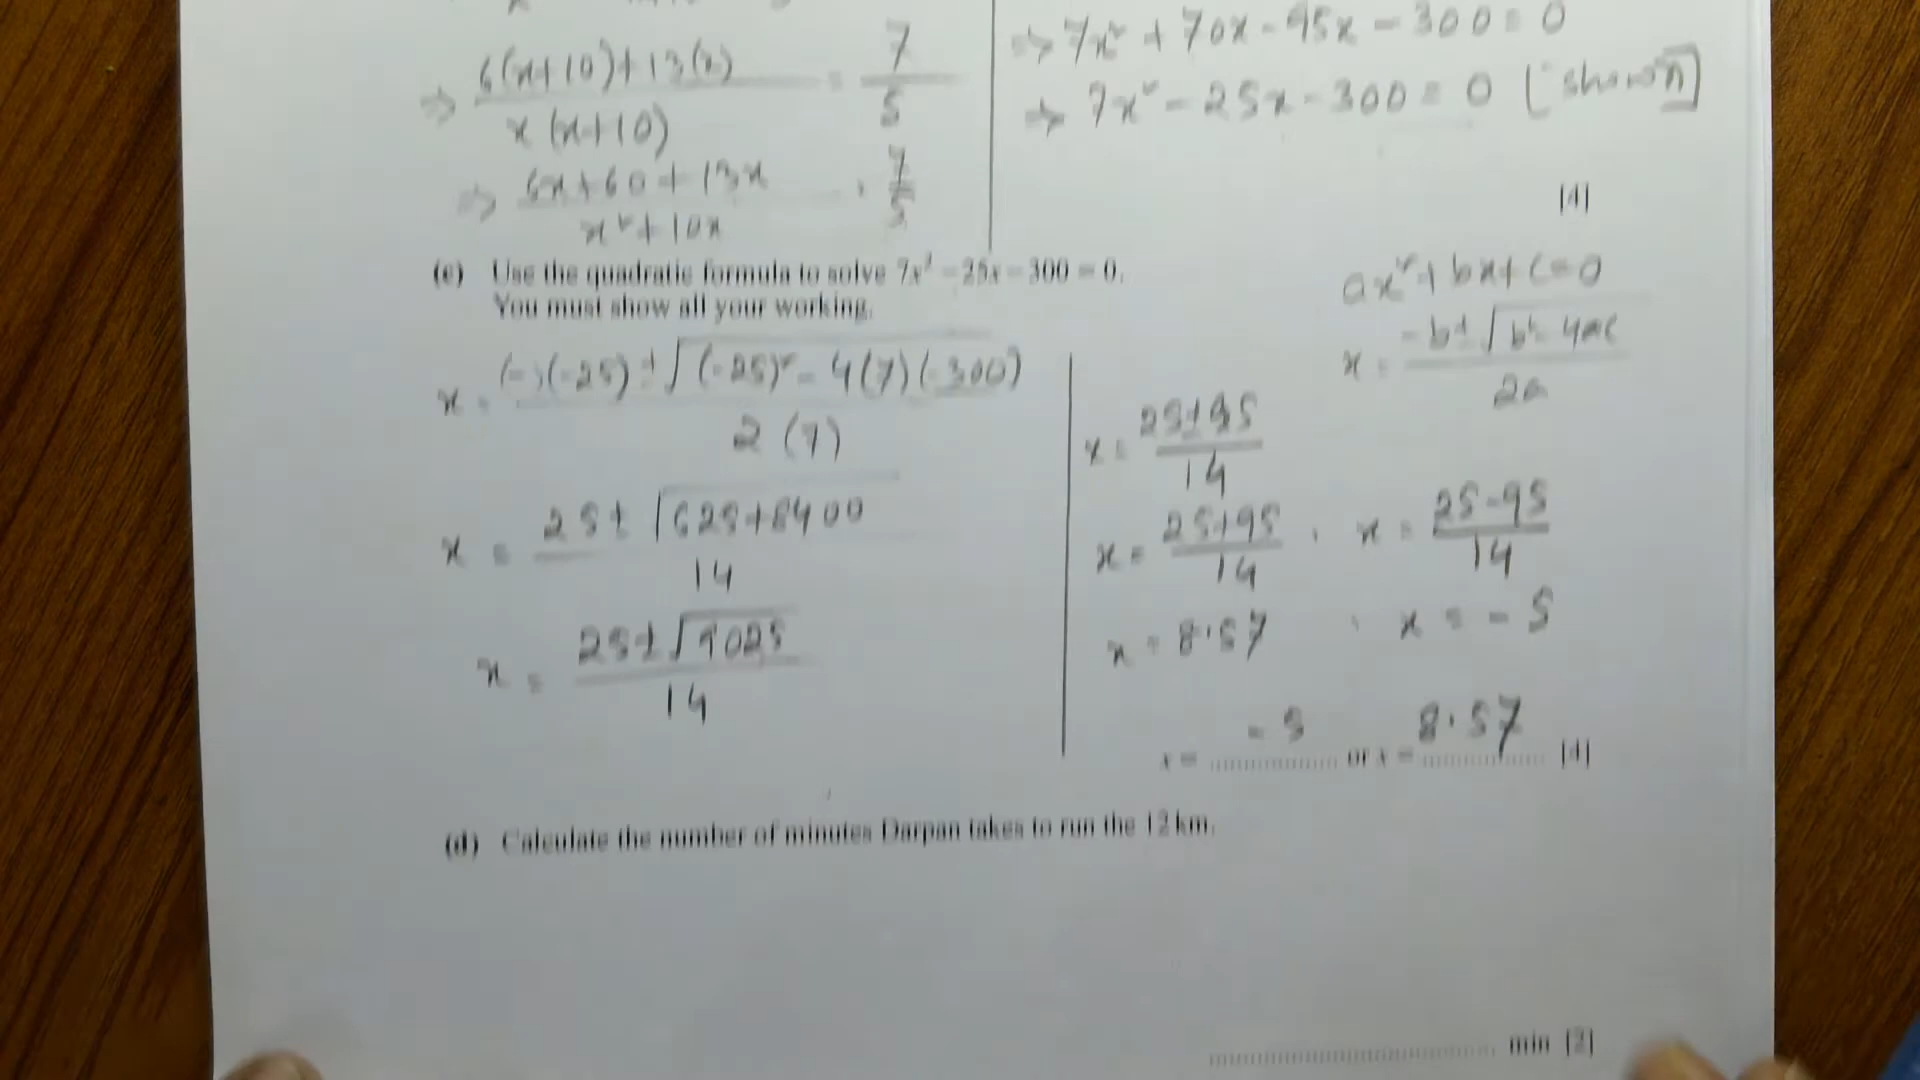 ⇒ 6(x+10)+13(x) / x(x+10) = 7/5
⇒ 6x+60+13x / x²+10x = 7/5
⇒ 7x²+70x-95x-300=0
⇒ 7x²-25x-300=0 [shown]
[4]
(c) Use the quadratic formula to solve 7x² − 25x − 300 = 0.
You must show all your working.
ax²+bx+c=0
x = -b±√b²-4ac / 2a
x = (-)(-25)±√(-25)²-4(7)(-300) / 2(7)
x = 25±√625+8400 / 14
x = 25±√9025 / 14
x = 25±95 / 14
x = 25+95 / 14 , x = 25-95 / 14
x = 8.57 , x = -5
x = -5 or x = 8.57 [4]
(d) Calculate the number of minutes Darpan takes to run the 12 km.
min [2]